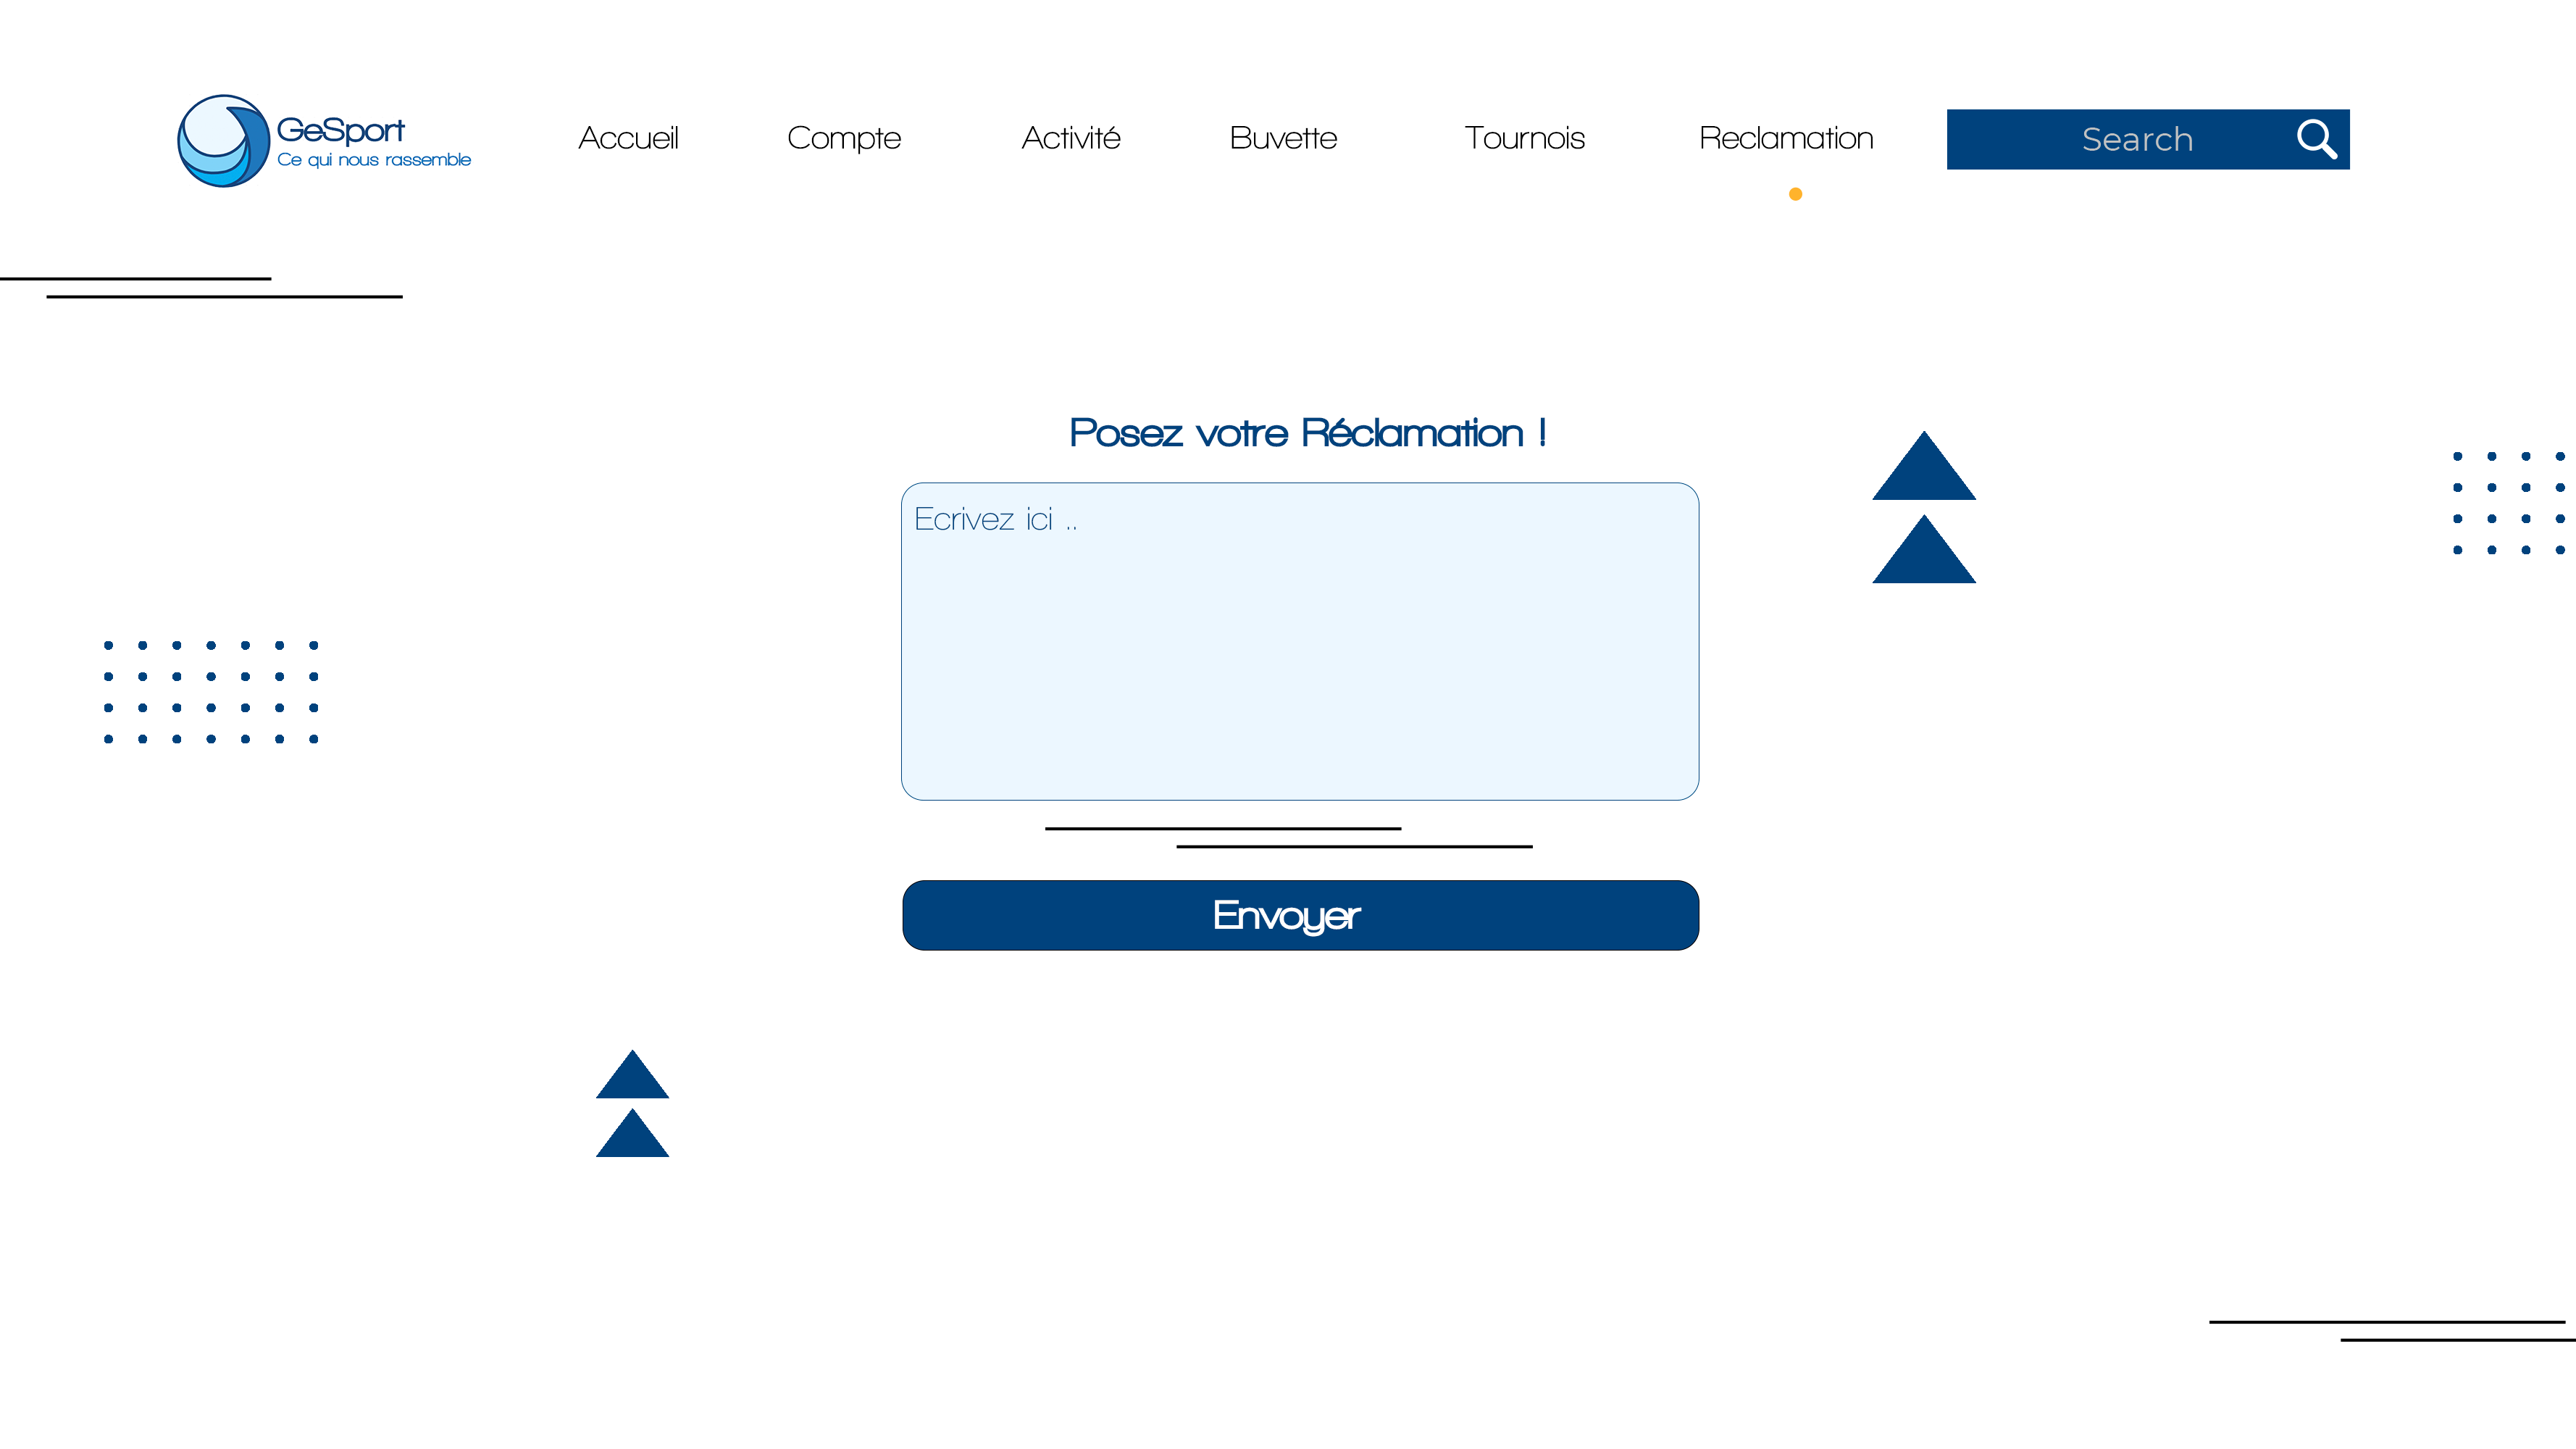 GeSport
Ce qui nous rassemble
Accueil Compte Activité Buvette Tournois Reclamation Search
Posez votre Réclamation !
Ecrivez ici ..
Envoyer